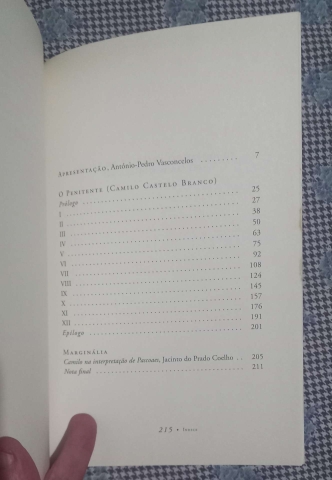 APRESENTAÇÃO, António-Pedro Vasconcelos . . . . . . . . 7
O PENITENTE (CAMILO CASTELO BRANCO) 25
Prólogo 27
I 38
II 50
III 63
IV 75
V 92
VI 108
VII 124
VIII 145
IX 157
X 176
XI 191
XII 201
Epílogo
MARGINÁLIA
Camilo na interpretação de Pascoaes, Jacinto do Prado Coelho . . 205
Nota final 211
215 • Índice